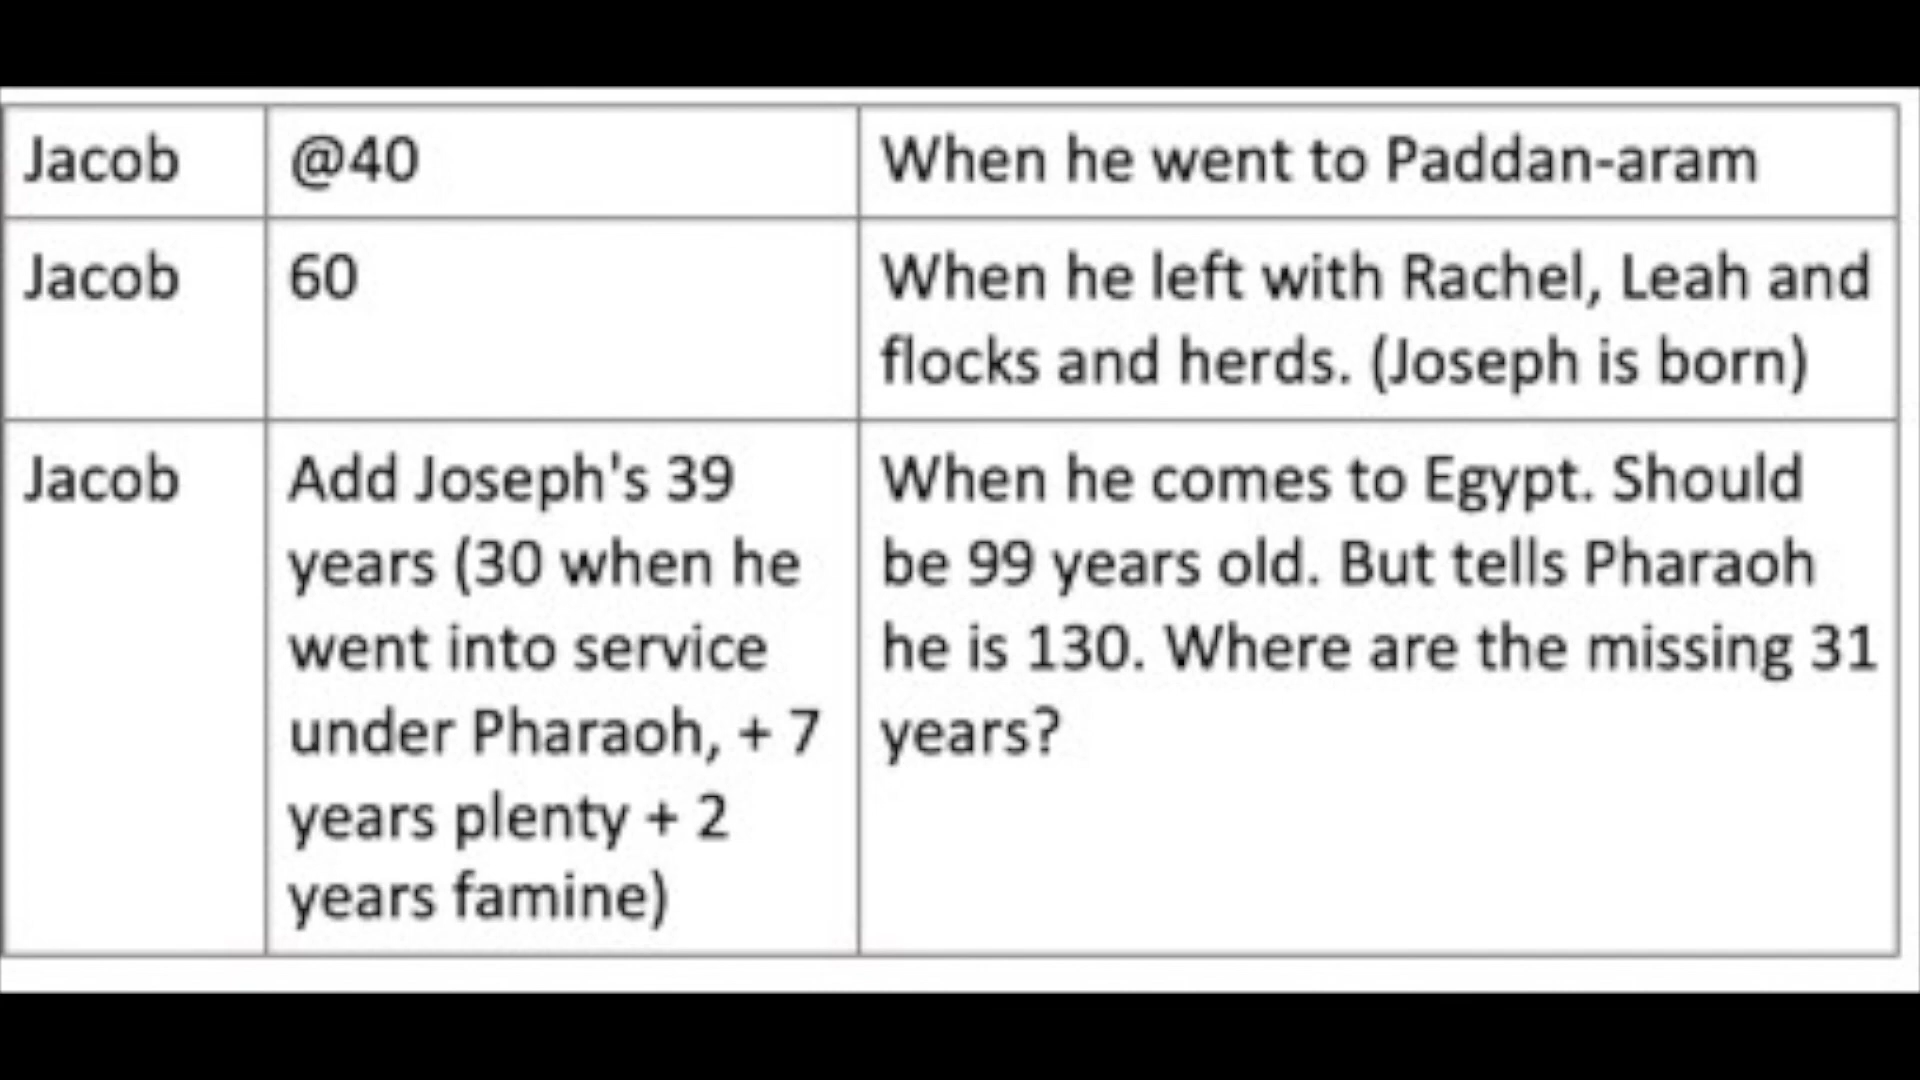 Jacob @40 When he went to Paddan-aram
Jacob 60 When he left with Rachel, Leah and
flocks and herds. (Joseph is born)
Jacob
Add Joseph's 39
years (30 when he
went into service
under Pharaoh, + 7
years plenty + 2
years famine)
When he comes to Egypt. Should
be 99 years old. But tells Pharaoh
he is 130. Where are the missing 31
years?